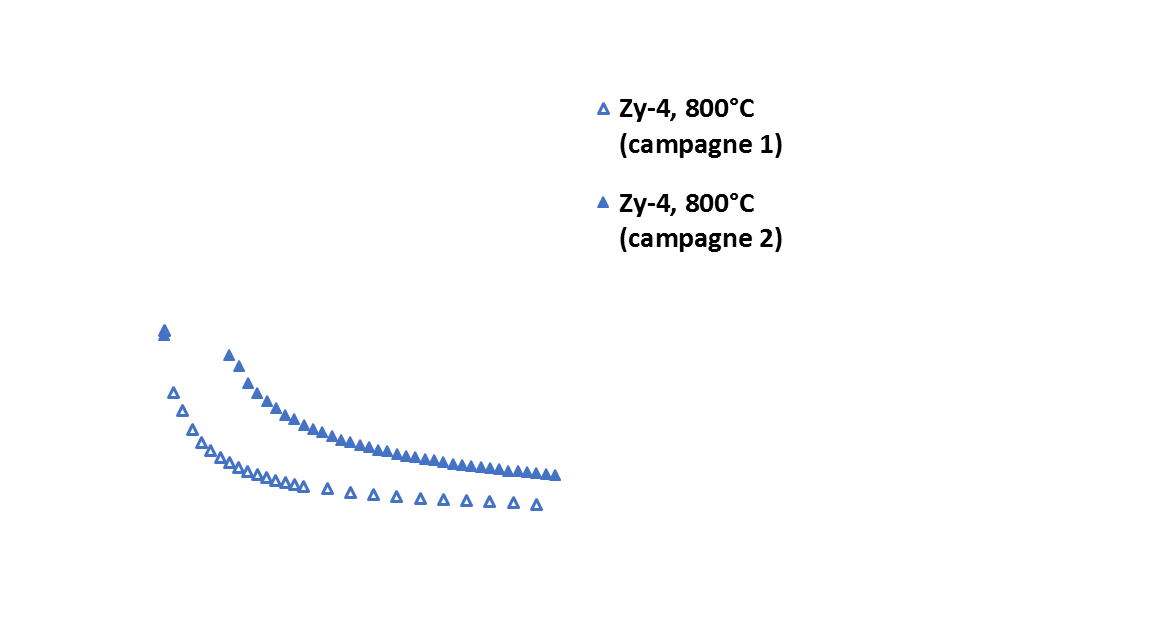 Zy-4, 800°C
(campagne 1)
Zy-4, 800°C
(campagne 2)